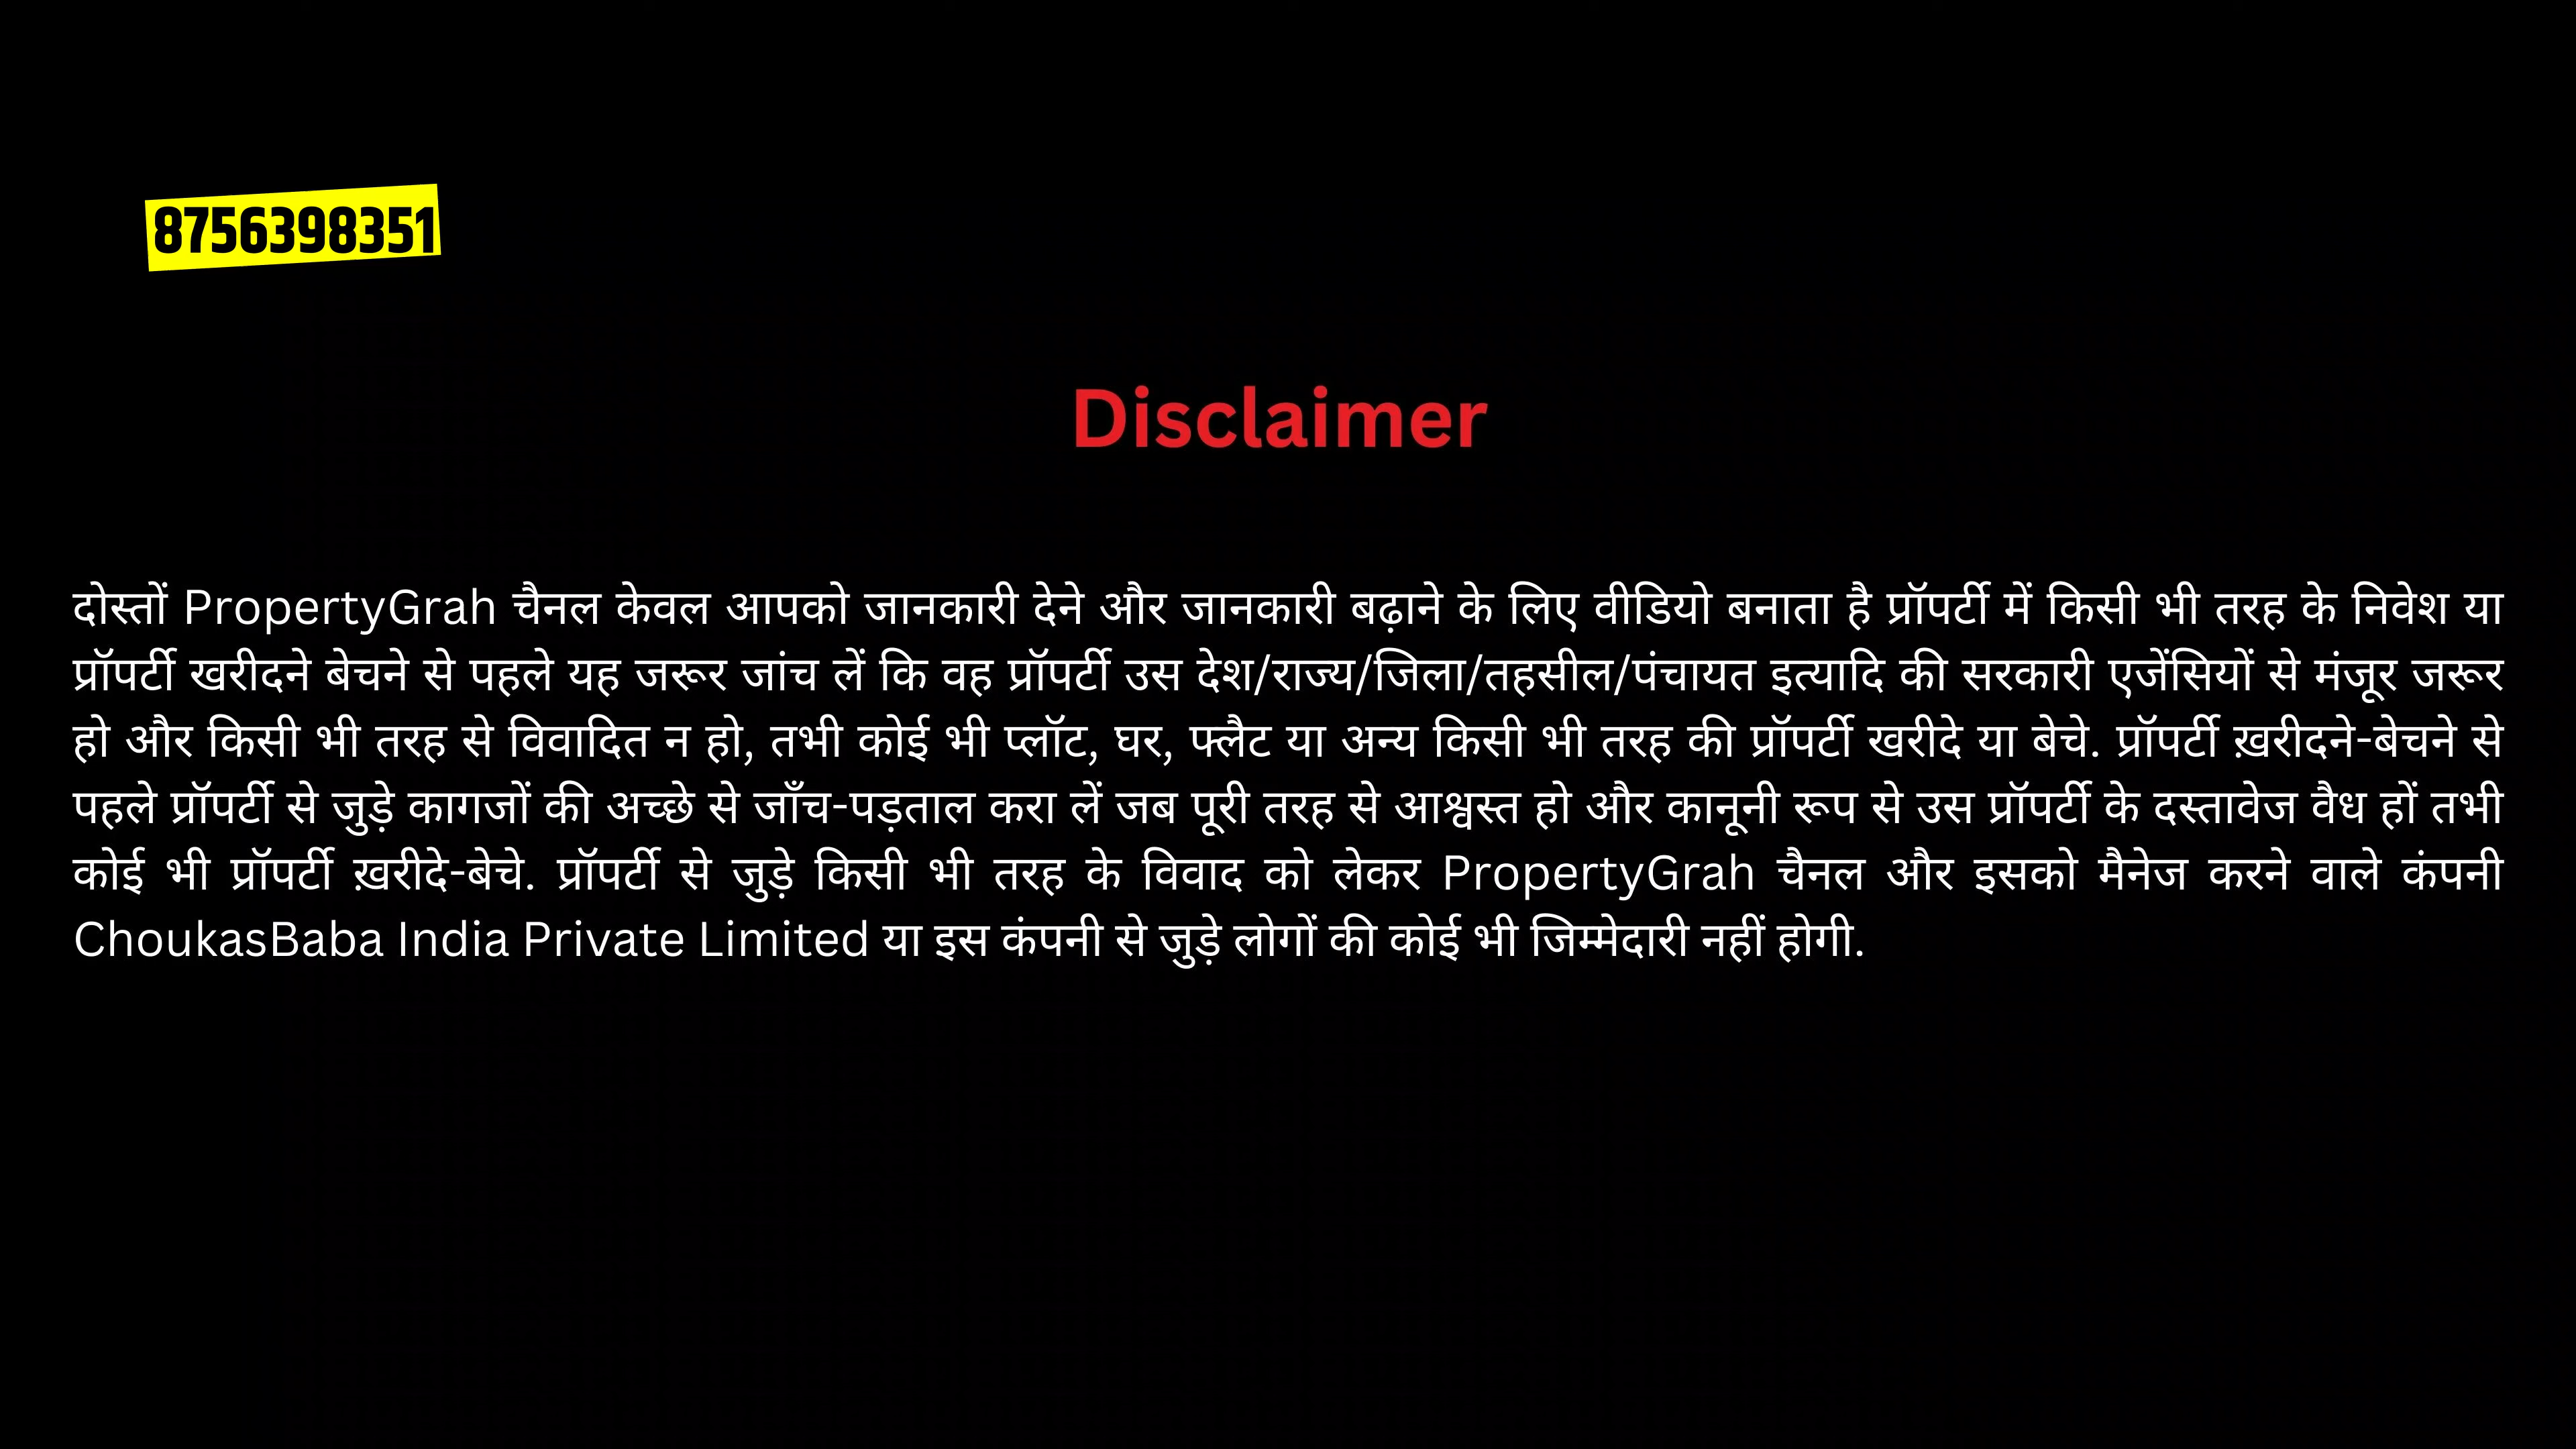 8756398351
Disclaimer
दोस्तों PropertyGrah चैनल केवल आपको जानकारी देने और जानकारी बढ़ाने के लिए वीडियो बनाता है प्रॉपर्टी में किसी भी तरह के निवेश या
प्रॉपर्टी खरीदने बेचने से पहले यह जरूर जांच लें कि वह प्रॉपर्टी उस देश/राज्य/जिला/तहसील/पंचायत इत्यादि की सरकारी एजेंसियों से मंजूर जरूर
हो और किसी भी तरह से विवादित न हो, तभी कोई भी प्लॉट, घर, फ्लैट या अन्य किसी भी तरह की प्रॉपर्टी खरीदे या बेचे. प्रॉपर्टी ख़रीदने-बेचने से
पहले प्रॉपर्टी से जुड़े कागजों की अच्छे से जाँच-पड़ताल करा लें जब पूरी तरह से आश्वस्त हो और कानूनी रूप से उस प्रॉपर्टी के दस्तावेज वैध हों तभी
कोई भी प्रॉपर्टी ख़रीदे-बेचे. प्रॉपर्टी से जुड़े किसी भी तरह के विवाद को लेकर PropertyGrah चैनल और इसको मैनेज करने वाले कंपनी
ChoukasBaba India Private Limited या इस कंपनी से जुड़े लोगों की कोई भी जिम्मेदारी नहीं होगी.